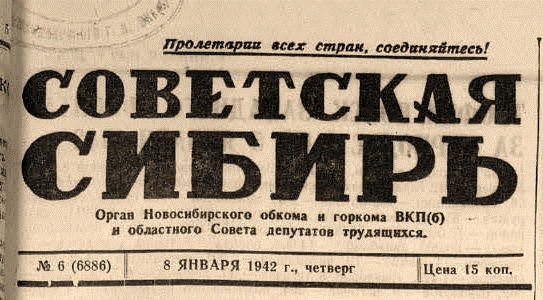 Пролетарии всех стран, соединяйтесь!
СОВЕТСКАЯ
СИБИРЬ
Орган Новосибирского обкома и горкома ВКП(б)
и областного Совета депутатов трудящихся.
№ 6 (6886) 8 ЯНВАРЯ 1942 г., четверг Цена 15 коп.